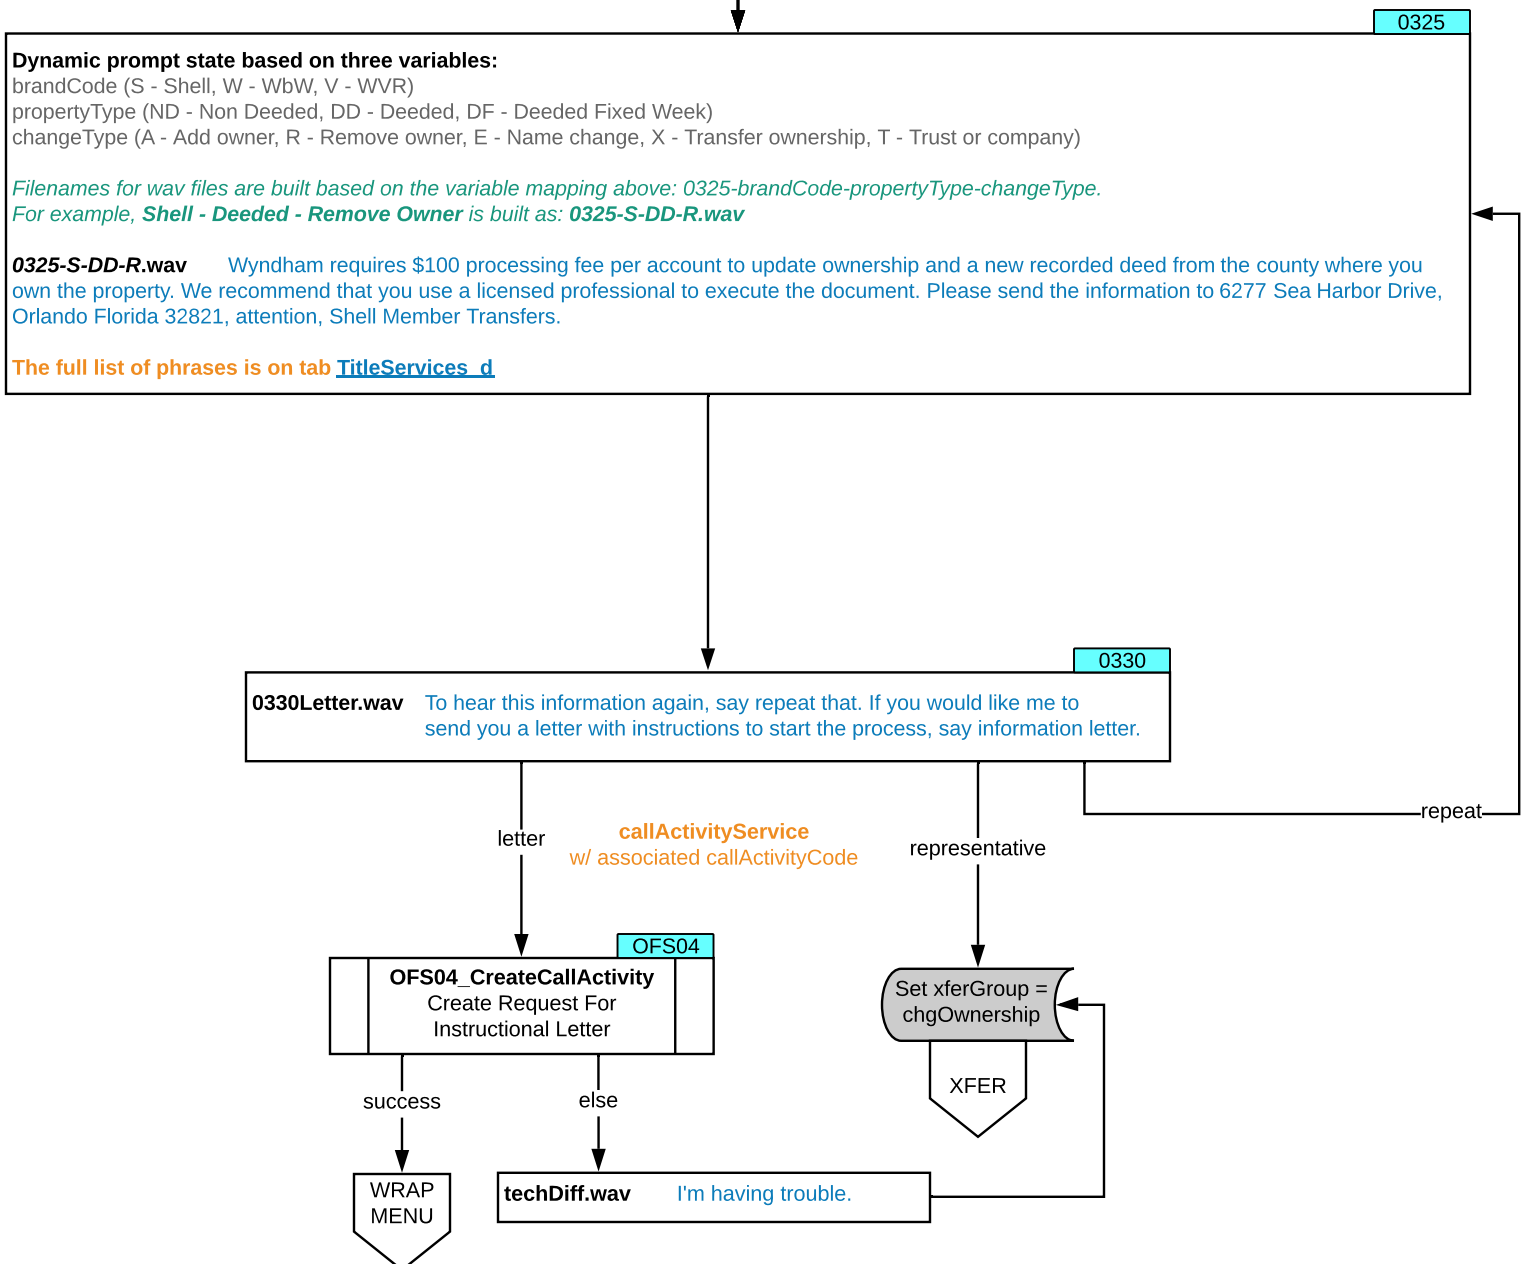 0325
Dynamic prompt state based on three variables:
brandCode (S - Shell, W - WbW, V - WVR)
propertyType (ND - Non Deeded, DD - Deeded, DF - Deeded Fixed Week)
changeType (A - Add owner, R - Remove owner, E - Name change, X - Transfer ownership, T - Trust or company)
Filenames for wav files are built based on the variable mapping above: 0325-brandCode-propertyType-changeType.
For example, Shell - Deeded - Remove Owner is built as: 0325-S-DD-R.wav
0325-S-DD-R.wav Wyndham requires $100 processing fee per account to update ownership and a new recorded deed from the county where you
own the property. We recommend that you use a licensed professional to execute the document. Please send the information to 6277 Sea Harbor Drive,
Orlando Florida 32821, attention, Shell Member Transfers.
The full list of phrases is on tab TitleServices_d
0330
0330Letter.wav To hear this information again, say repeat that. If you would like me to
send you a letter with instructions to start the process, say information letter.
repeat
letter
callActivityService
w/ associated callActivityCode
representative
OFS04
OFS04_CreateCallActivity
Create Request For
Instructional Letter
Set xferGroup =
chgOwnership
XFER
success
else
WRAP
MENU
techDiff.wav I'm having trouble.